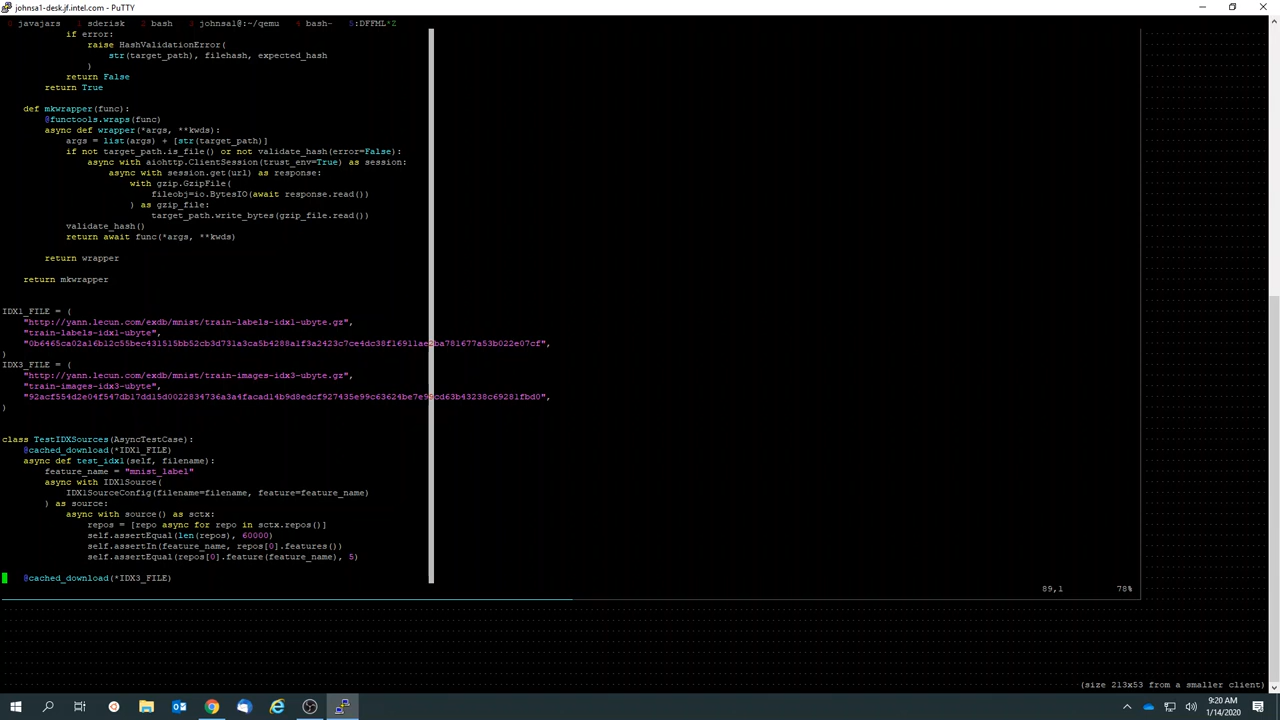 johnsa1-desk.jf.intel.com - PuTTY
0 javajars 1 sderisk 2 bash 3 johnsa1@:~/qemu 4 bash- 5:DFFML*Z
if error:
raise HashValidationError(
str(target_path), filehash, expected_hash
)
return False
return True
def mkwrapper(func):
@functools.wraps(func)
async def wrapper(*args, **kwds):
args = list(args) + [str(target_path)]
if not target_path.is_file() or not validate_hash(error=False):
async with aiohttp.ClientSession(trust_env=True) as session:
async with session.get(url) as response:
with gzip.GzipFile(
fileobj=io.BytesIO(await response.read())
) as gzip_file:
target_path.write_bytes(gzip_file.read())
validate_hash()
return await func(*args, **kwds)
return wrapper
return mkwrapper
IDX1_FILE = (
"http://yann.lecun.com/exdb/mnist/train-labels-idx1-ubyte.gz",
"train-labels-idx1-ubyte",
)
IDX3_FILE = (
"http://yann.lecun.com/exdb/mnist/train-images-idx3-ubyte.gz",
"train-images-idx3-ubyte",
)
class TestIDXSources(AsyncTestCase):
@cached_download(*IDX1_FILE)
async def test_idx1(self, filename):
feature_name = "mnist_label"
async with IDX1Source(
IDX1SourceConfig(filename=filename, feature=feature_name)
) as source:
async with source() as sctx:
repos = [repo async for repo in sctx.repos()]
self.assertEqual(len(repos), 60000)
self.assertIn(feature_name, repos[0].features())
self.assertEqual(repos[0].feature(feature_name), 5)
@cached_download(*IDX3_FILE)
89,1 78%
(size 213x53 from a smaller client)
9:20 AM
1/14/2020